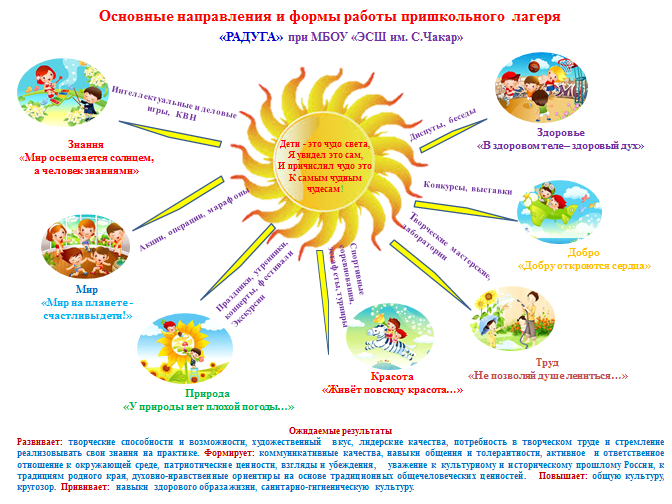 Основные направления и формы работы пришкольного лагеря
«РАДУГА» при МБОУ «ЭСШ им. С.Чакар»
Интеллектуальные и деловые
игры, КВН
Диспуты, беседы
Знания
«Мир освещается солнцем,
а человек знаниями»
Дети - это чудо света,
Я увидел это сам,
И причислил чудо это
К самым чудным
чудесам!
Здоровье
«В здоровом теле– здоровый дух»
Конкурсы, выставки
Акции, операции, марафоны
Творческие мастерские,
лаборатории
Добро
«Добру откроются сердца»
Мир
«Мир на планете -
счастливы дети!»
Праздники, утренники,
концерты, фестивали
Экскурсии
Спортивные
соревнования,
эстафеты, турниры
Природа
«У природы нет плохой погоды…»
Красота
«Живёт повсюду красота…»
Труд
«Не позволяй душе лениться…»
Ожидаемые результаты
Развивает: творческие способности и возможности, художественный вкус, лидерские качества, потребность в творческом труде и стремление
реализовывать свои знания на практике. Формирует: коммуникативные качества, навыки общения и толерантности, активное и ответственное
отношение к окружающей среде, патриотические ценности, взгляды и убеждения, уважение к культурному и историческому прошлому России, к
традициям родного края, духовно-нравственные ориентиры на основе традиционных общечеловеческих ценностей. Повышает: общую культуру,
кругозор. Прививает: навыки здорового образа жизни, санитарно-гигиеническую культуру.